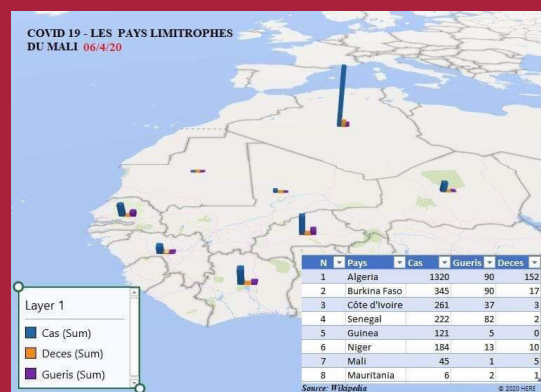 COVID 19 - LES PAYS LIMITROPHES
DU MALI 06/4/20
N Pays Cas Gueris Deces
1 Algeria 1320 90 152
2 Burkina Faso 345 90 17
3 Côte d'Ivoire 261 37 3
4 Senegal 222 82 2
5 Guinea 121 5 0
6 Niger 184 13 10
7 Mali 45 1 5
8 Mauritania 6 2 1
Layer 1
Cas (Sum)
Deces (Sum)
Gueris (Sum)
Source: Wikipedia
© 2020 HERE